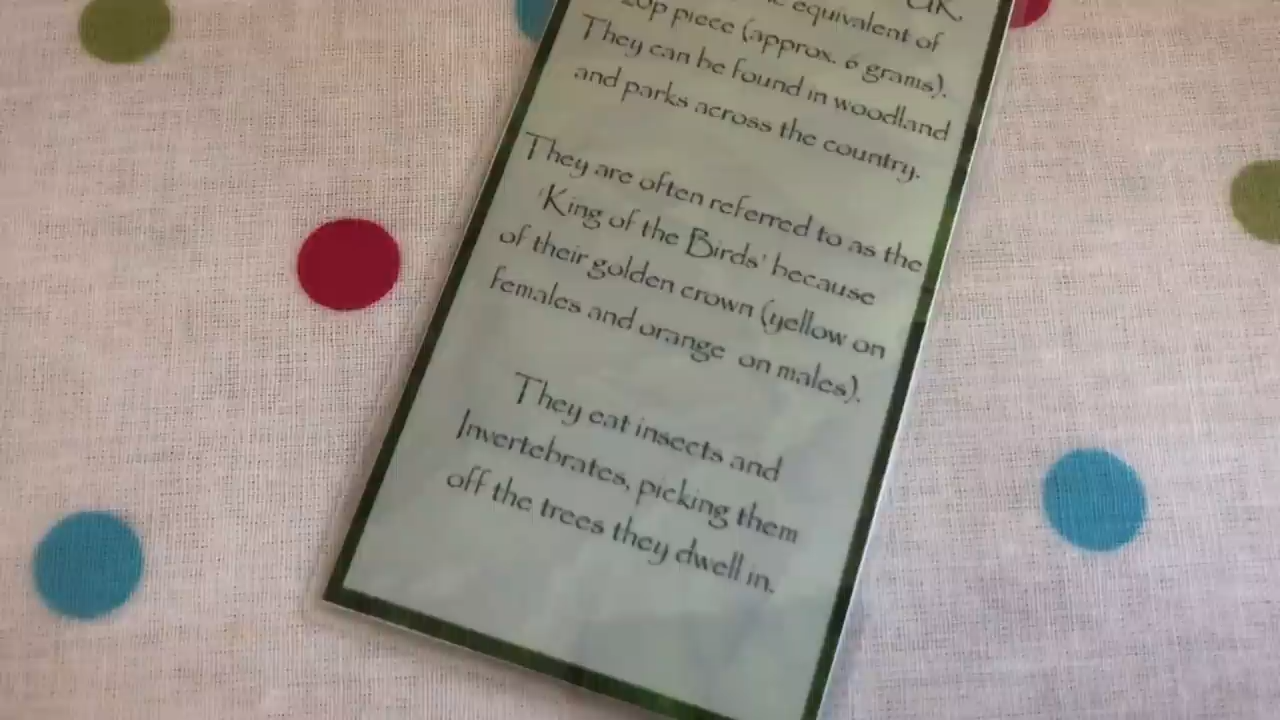 UK.
equivalent of
20p piece (approx. 6 grams).
They can be found in woodland
and parks across the country.
They are often referred to as the
'King of the Birds' because
of their golden crown (yellow on
females and orange on males).
They eat insects and
Invertebrates, picking them
off the trees they dwell in.